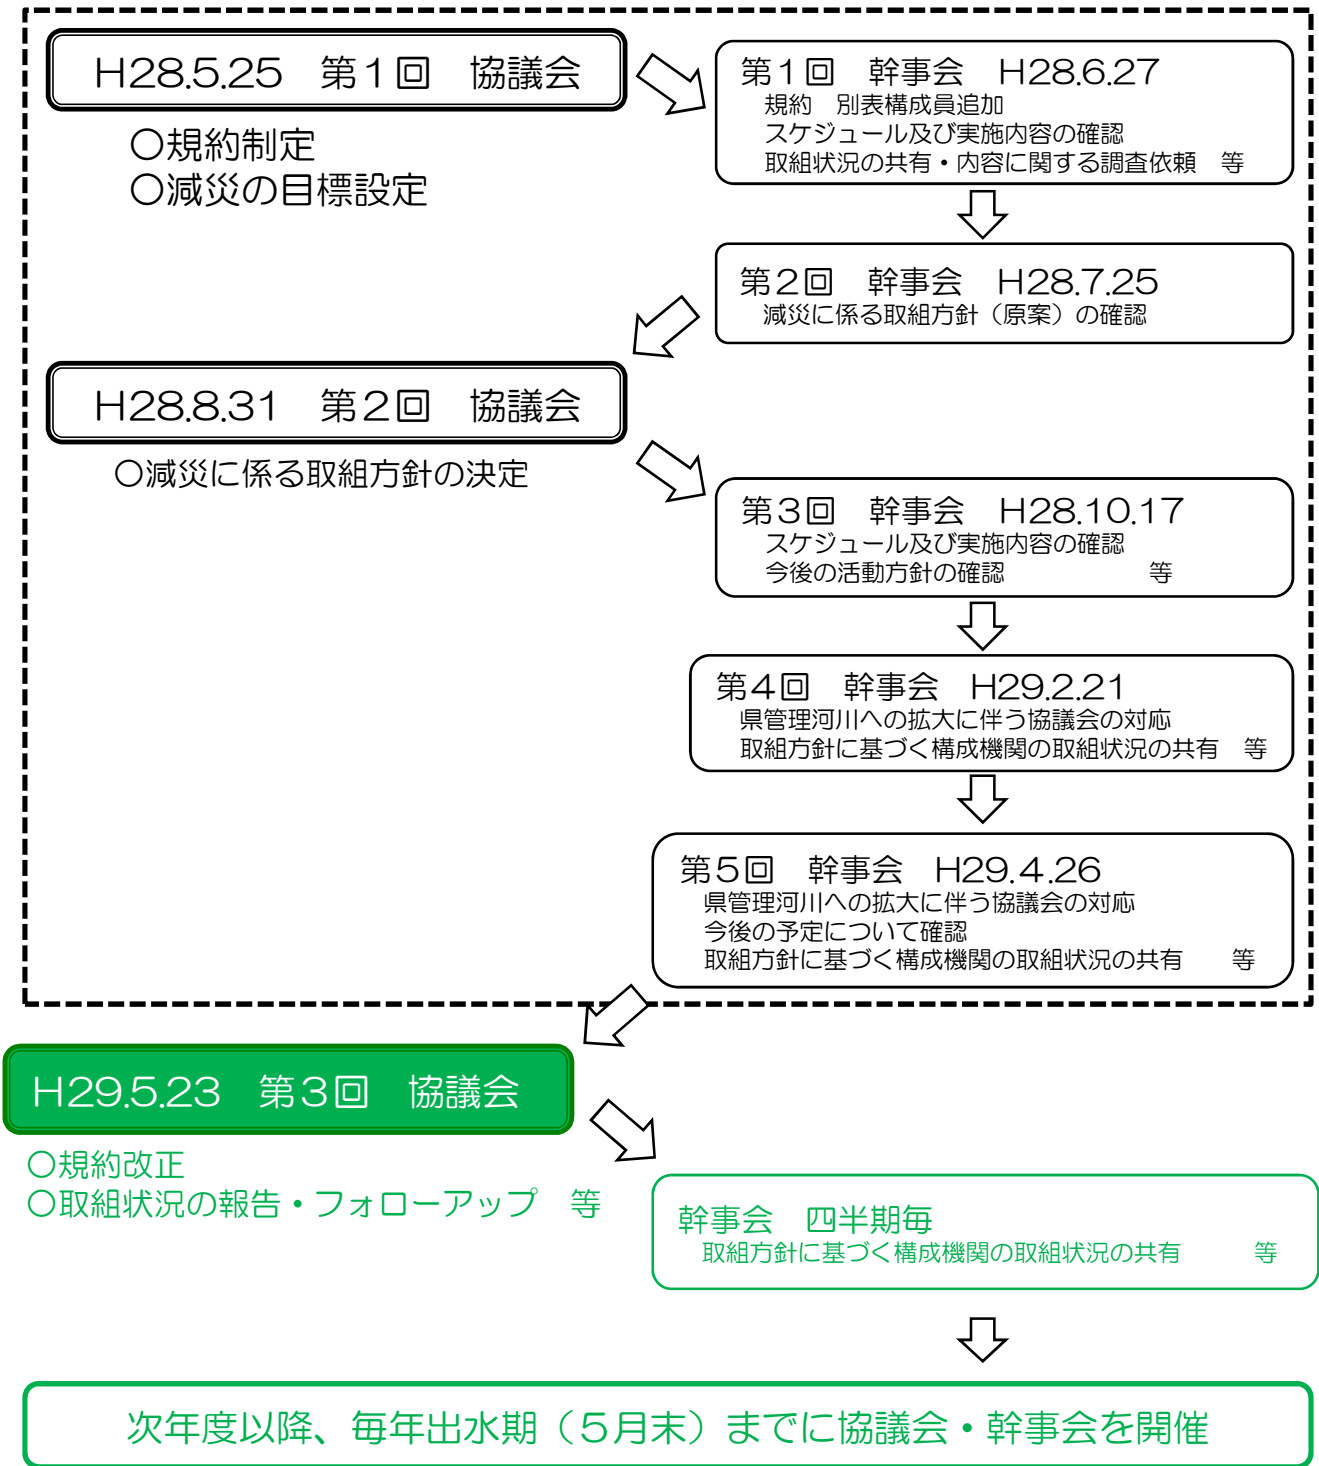 H28.5.25　第１回　協議会
〇規約制定
〇減災の目標設定
第１回　幹事会　H28.6.27
規約　別表構成員追加
スケジュール及び実施内容の確認
取組状況の共有・内容に関する調査依頼　等
第２回　幹事会　H28.7.25
減災に係る取組方針（原案）の確認
H28.8.31　第２回　協議会
〇減災に係る取組方針の決定
第３回　幹事会　H28.10.17
スケジュール及び実施内容の確認
今後の活動方針の確認　　　　　　等
第４回　幹事会　H29.2.21
県管理河川への拡大に伴う協議会の対応
取組方針に基づく構成機関の取組状況の共有　等
第５回　幹事会　H29.4.26
県管理河川への拡大に伴う協議会の対応
今後の予定について確認
取組方針に基づく構成機関の取組状況の共有　　等
H29.5.23　第３回　協議会
〇規約改正
〇取組状況の報告・フォローアップ　等
幹事会　四半期毎
取組方針に基づく構成機関の取組状況の共有　　　等
次年度以降、毎年出水期（５月末）までに協議会・幹事会を開催